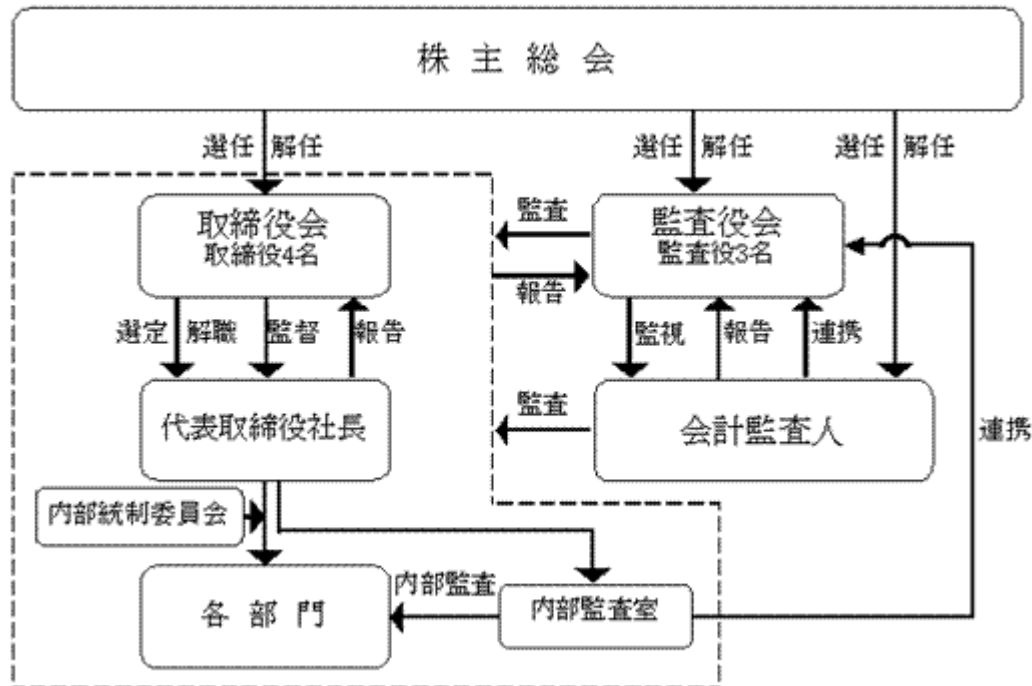 株主総会
選任 解任
選任 解任
選任 解任
取締役会
取締役4名
監査
報告
監査役会
監査役3名
選定 解職 監督 報告
監視 報告 連携
代表取締役社長
監査
会計監査人
連携
内部統制委員会
各部門
内部監査
内部監査室